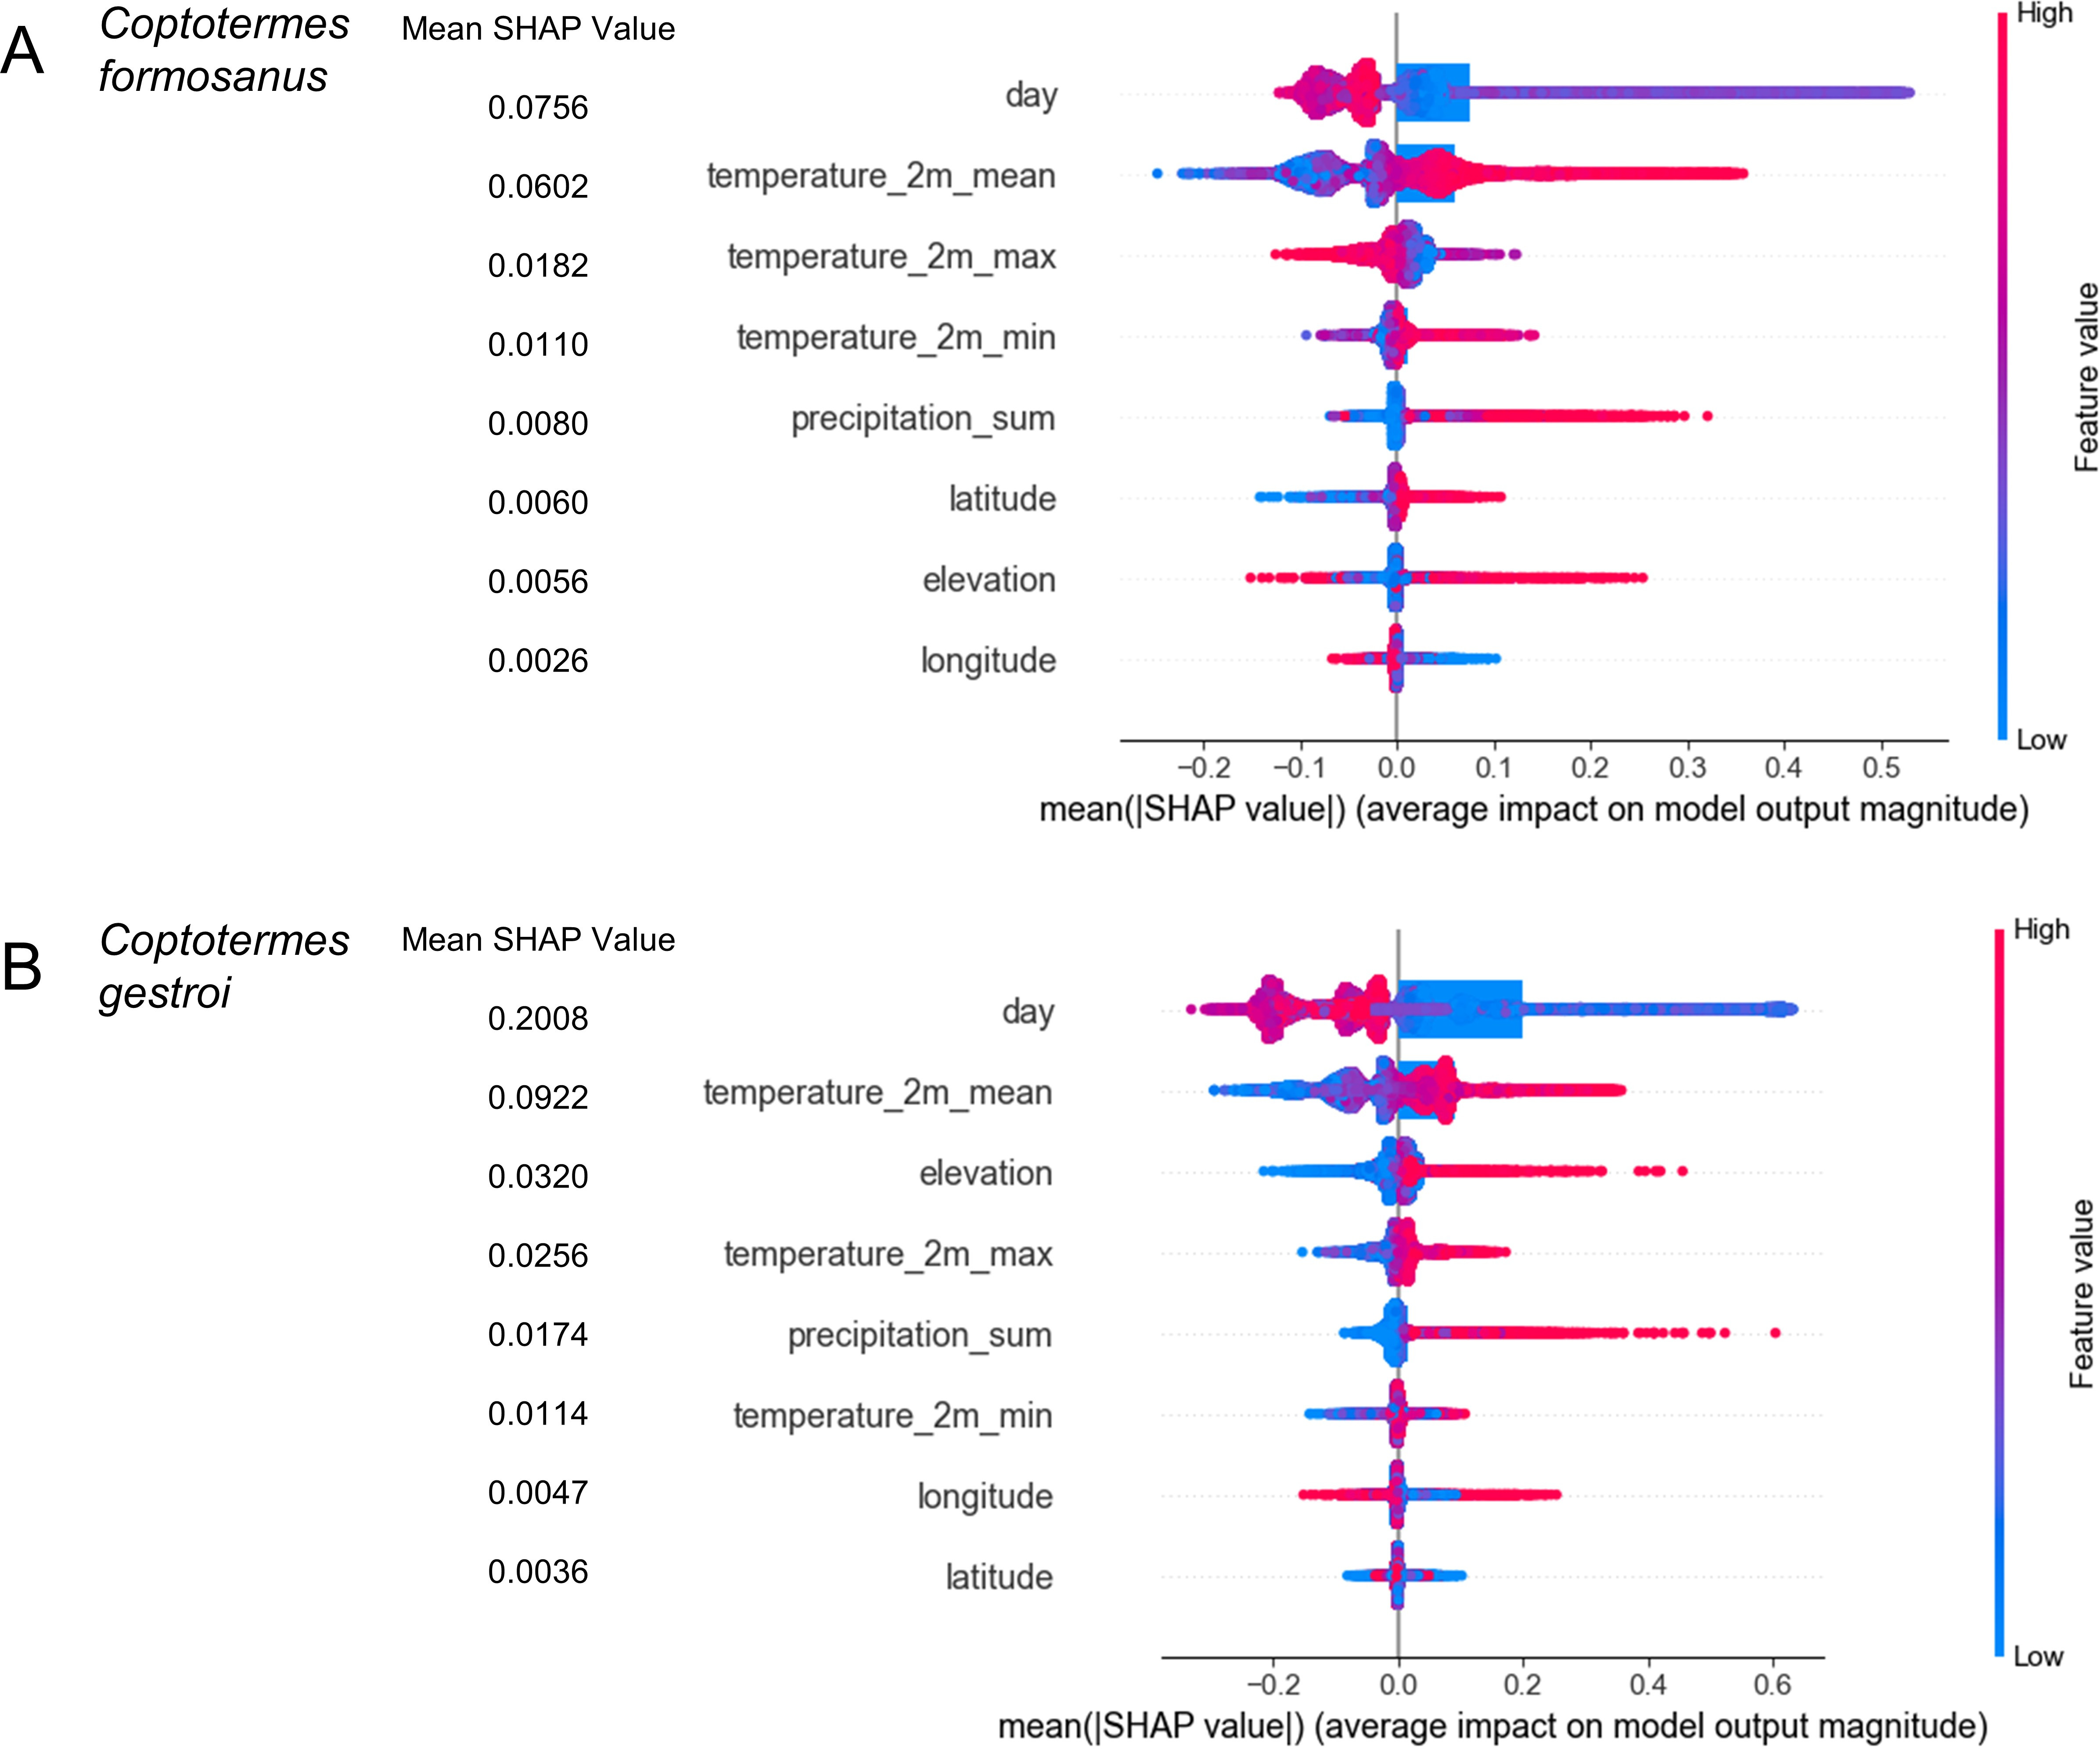 A
Coptotermes
formosanus
Mean SHAP Value
0.0756
day
0.0602
temperature_2m_mean
0.0182
temperature_2m_max
0.0110
temperature_2m_min
0.0080
precipitation_sum
0.0060
latitude
0.0056
elevation
0.0026
longitude
−0.2 −0.1 0.0 0.1 0.2 0.3 0.4 0.5
mean(|SHAP value|) (average impact on model output magnitude)
High
Feature value
Low
B
Coptotermes
gestroi
Mean SHAP Value
0.2008
day
0.0922
temperature_2m_mean
0.0320
elevation
0.0256
temperature_2m_max
0.0174
precipitation_sum
0.0114
temperature_2m_min
0.0047
longitude
0.0036
latitude
−0.2 0.0 0.2 0.4 0.6
mean(|SHAP value|) (average impact on model output magnitude)
High
Feature value
Low